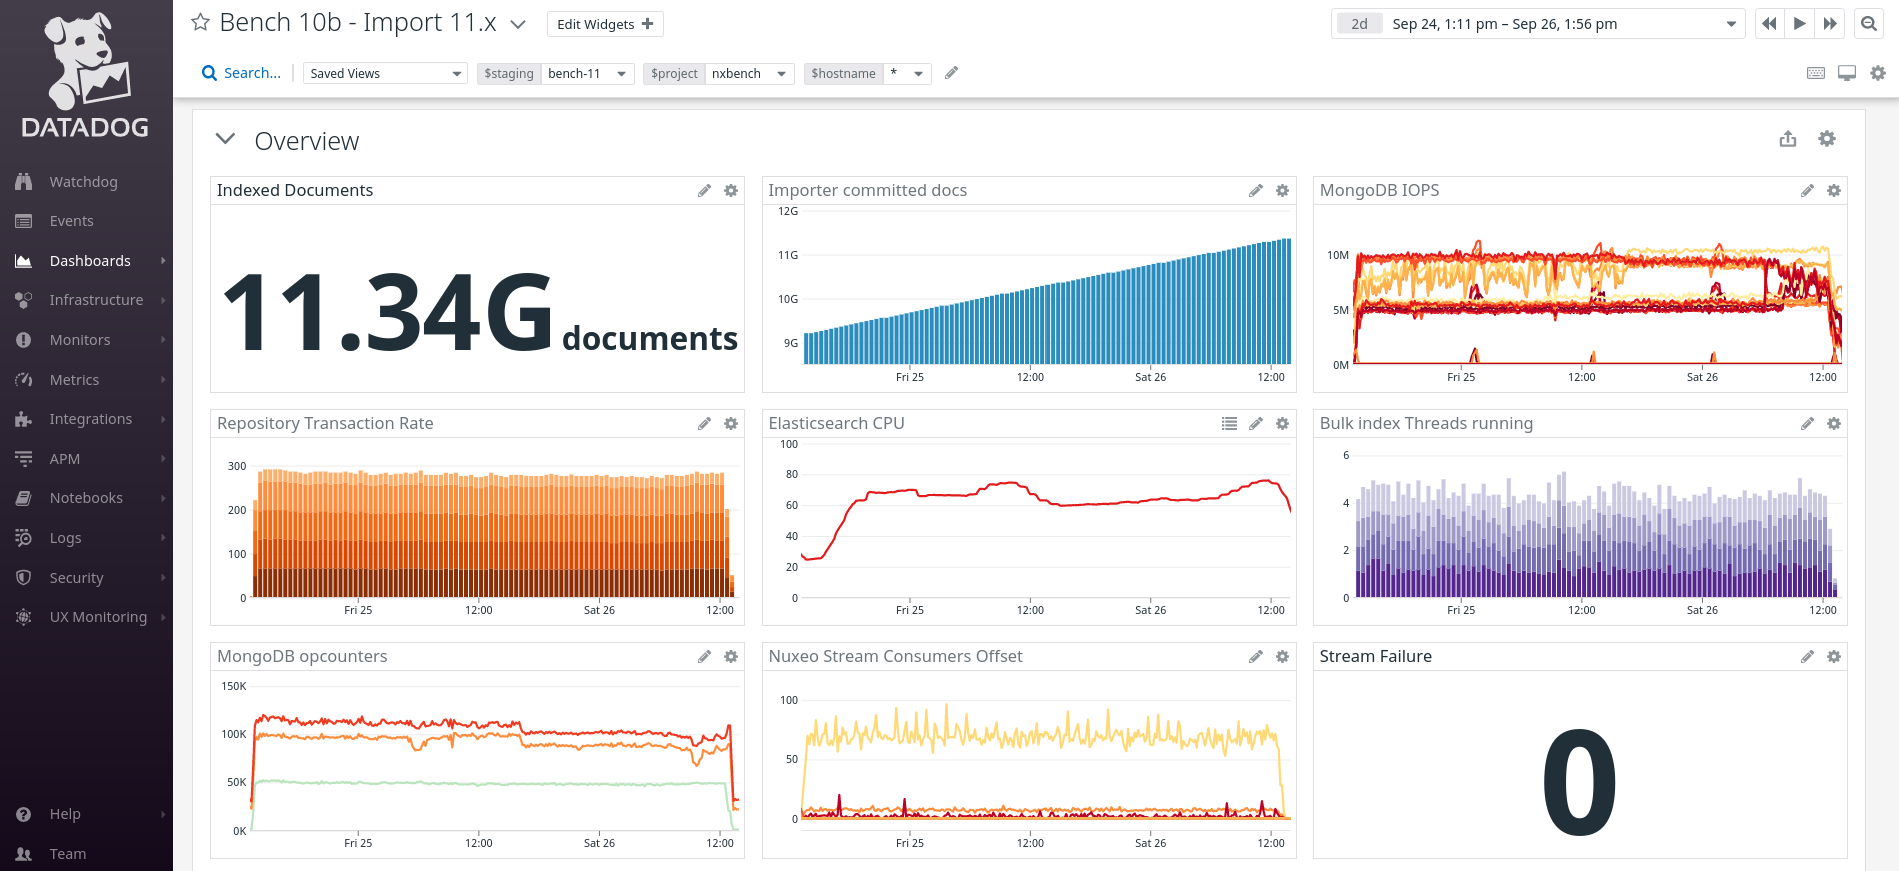 DATADOG
Watchdog
Events
Dashboards
Infrastructure
Monitors
Metrics
Integrations
APM
Notebooks
Logs
Security
UX Monitoring
Help
Team
Bench 10b - Import 11.x
Edit Widgets +
2d Sep 24, 1:11 pm – Sep 26, 1:56 pm
Search...
Saved Views
$staging bench-11
$project nxbench
$hostname *
Overview
Indexed Documents
11.34G documents
Importer committed docs
12G
11G
10G
9G
Fri 25 12:00 Sat 26 12:00
MongoDB IOPS
10M
5M
0M
Fri 25 12:00 Sat 26 12:00
Repository Transaction Rate
300
200
100
0
Fri 25 12:00 Sat 26 12:00
Elasticsearch CPU
100
80
60
40
20
0
Fri 25 12:00 Sat 26 12:00
Bulk index Threads running
6
4
2
0
Fri 25 12:00 Sat 26 12:00
MongoDB opcounters
150K
100K
50K
0K
Fri 25 12:00 Sat 26 12:00
Nuxeo Stream Consumers Offset
100
50
0
Fri 25 12:00 Sat 26 12:00
Stream Failure
0